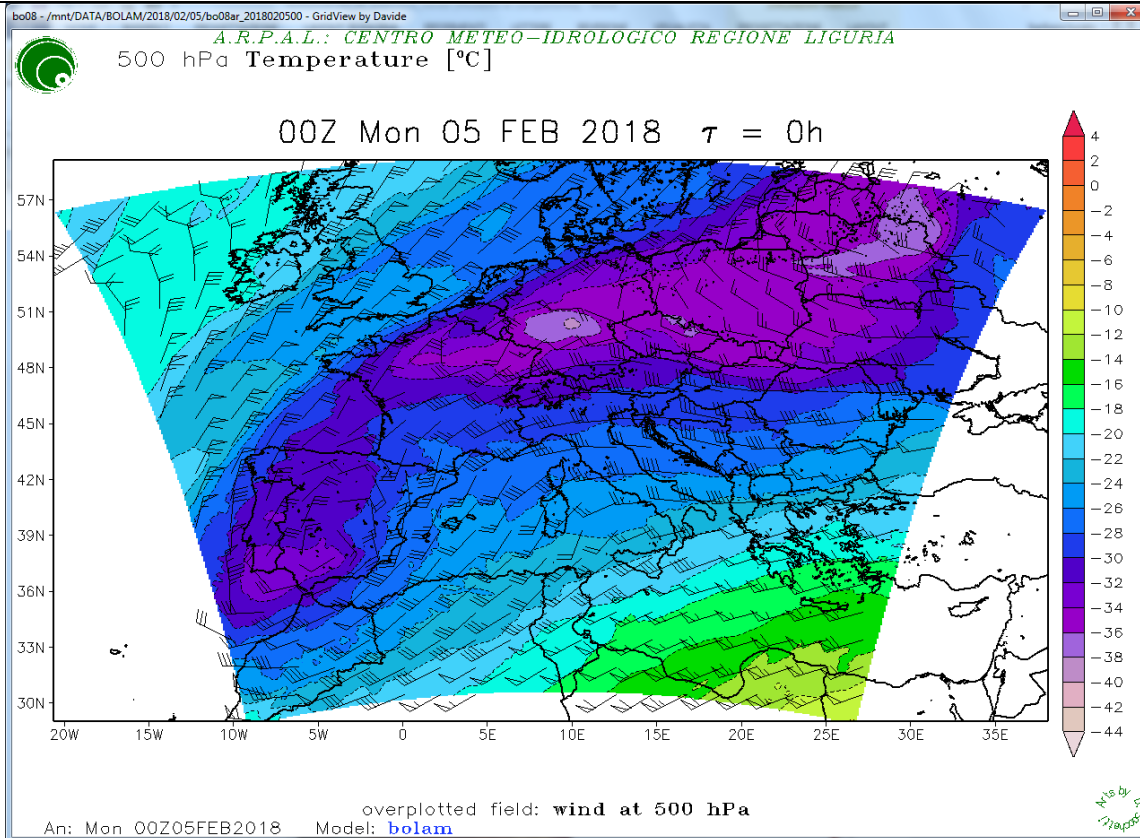 bo08 - /mnt/DATA/BOLAM/2018/02/05/bo08ar_2018020500 - GridView by Davide
A.R.P.A.L.: CENTRO METEO-IDROLOGICO REGIONE LIGURIA
500 hPa Temperature [ºC]
00Z Mon 05 FEB 2018 τ = 0h
57N
54N
51N
48N
45N
42N
39N
36N
33N
30N
20W 15W 10W 5W 0 5E 10E 15E 20E 25E 30E 35E
4
2
0
−2
−4
−6
−8
−10
−12
−14
−16
−18
−20
−22
−24
−26
−28
−30
−32
−34
−36
−38
−40
−42
−44
overplotted field: wind at 500 hPa
An: Mon 00Z05FEB2018 Model: bolam
Arts by